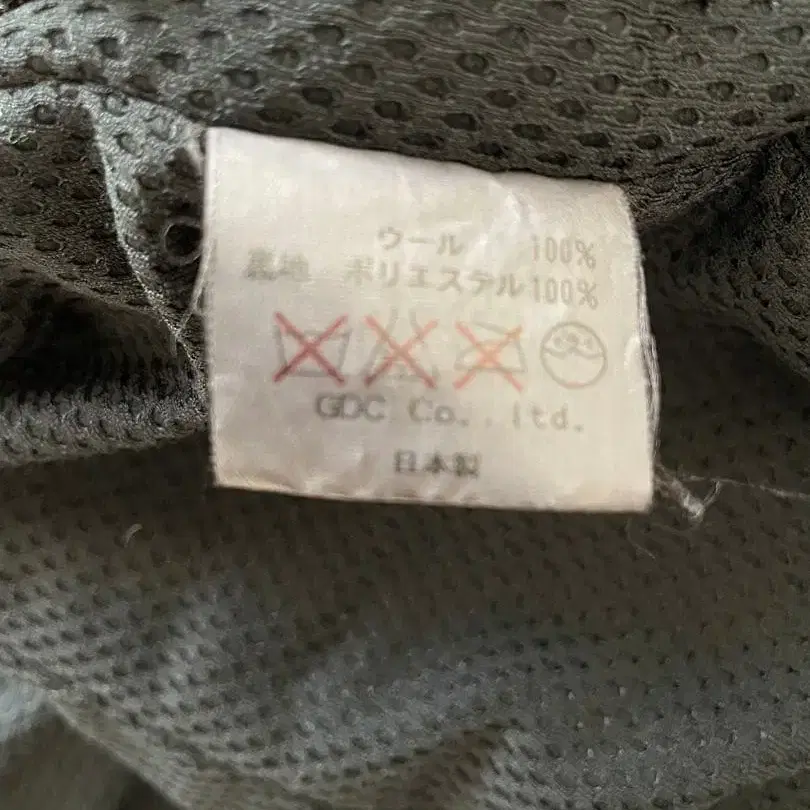 ウール 100%
裏地 ポリエステル100%
GDC Co.,ltd.
日本製